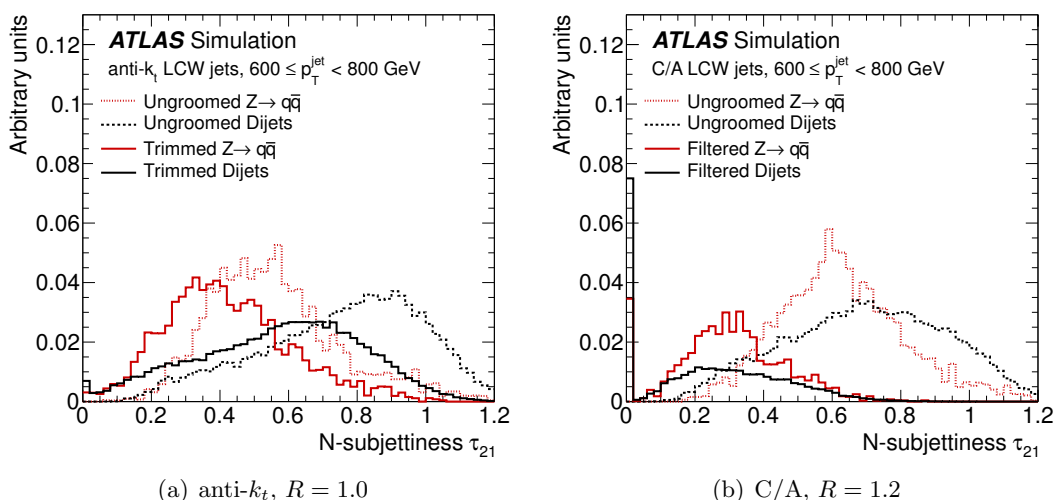 Arbitrary units
0.12
0.1
0.08
0.06
0.04
0.02
0
ATLAS Simulation
anti-k_t LCW jets, 600 ≤ p_T^jet < 800 GeV
Ungroomed Z→ qq̄
Ungroomed Dijets
Trimmed Z→ qq̄
Trimmed Dijets
0 0.2 0.4 0.6 0.8 1 1.2
N-subjettiness τ_21
(a) anti-k_t, R = 1.0
Arbitrary units
0.12
0.1
0.08
0.06
0.04
0.02
0
ATLAS Simulation
C/A LCW jets, 600 ≤ p_T^jet < 800 GeV
Ungroomed Z→ qq̄
Ungroomed Dijets
Filtered Z→ qq̄
Filtered Dijets
0 0.2 0.4 0.6 0.8 1 1.2
N-subjettiness τ_21
(b) C/A, R = 1.2